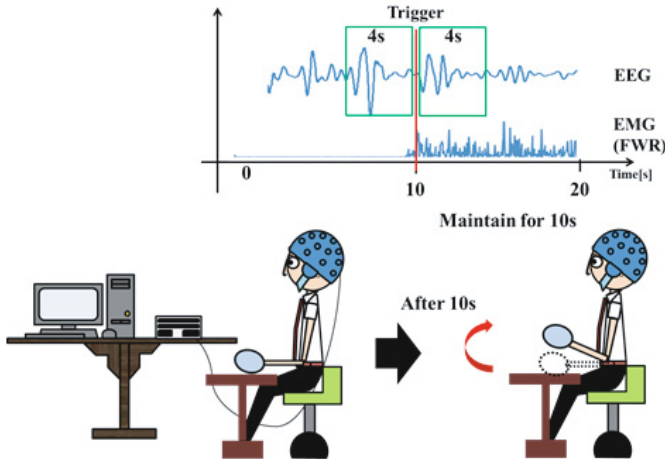 Trigger
4s
4s
EEG
EMG
(FWR)
Time[s]
0
10
20
Maintain for 10s
After 10s